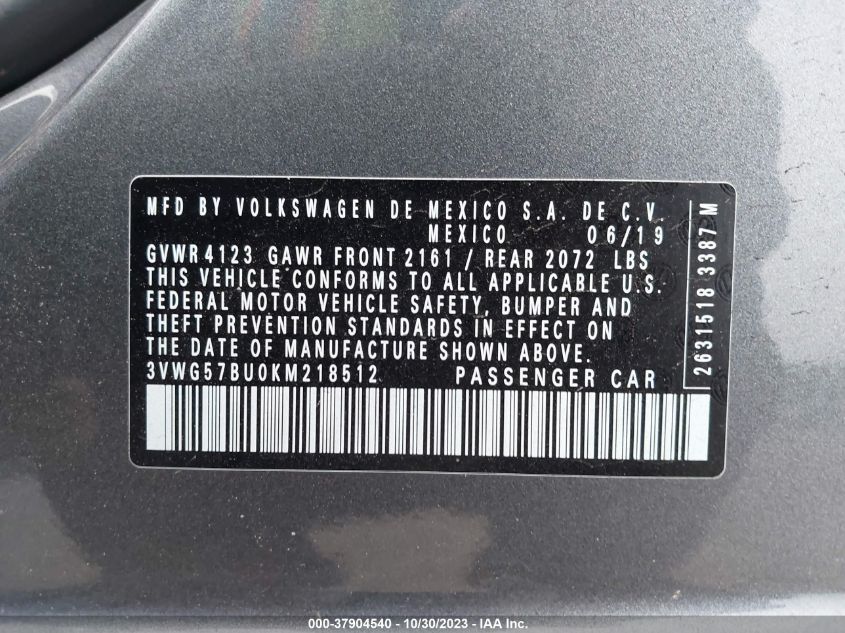 MFD BY VOLKSWAGEN DE MEXICO S.A. DE C.V.
MEXICO 06/19
GVWR 4123 GAWR FRONT 2161 / REAR 2072 LBS
THIS VEHICLE CONFORMS TO ALL APPLICABLE U.S.
FEDERAL MOTOR VEHICLE SAFETY, BUMPER AND
THEFT PREVENTION STANDARDS IN EFFECT ON
THE DATE OF MANUFACTURE SHOWN ABOVE.
3VWG57BU0KM218512 PASSENGER CAR
2631518 3387 M
000-37904540 - 10/30/2023 - IAA Inc.